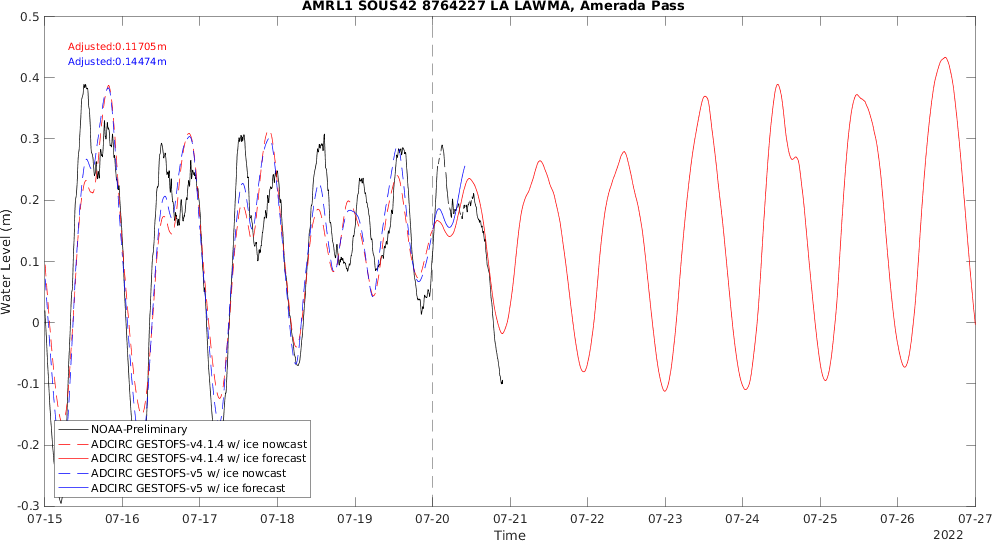 AMRL1 SOUS42 8764227 LA LAWMA, Amerada Pass
0.5
Adjusted:0.11705m
Adjusted:0.14474m
0.4
0.3
0.2
0.1
0
-0.1
-0.2
-0.3
Water Level (m)
NOAA-Preliminary
ADCIRC GESTOFS-v4.1.4 w/ ice nowcast
ADCIRC GESTOFS-v4.1.4 w/ ice forecast
ADCIRC GESTOFS-v5 w/ ice nowcast
ADCIRC GESTOFS-v5 w/ ice forecast
07-15 07-16 07-17 07-18 07-19 07-20 07-21 07-22 07-23 07-24 07-25 07-26 07-27
Time
2022